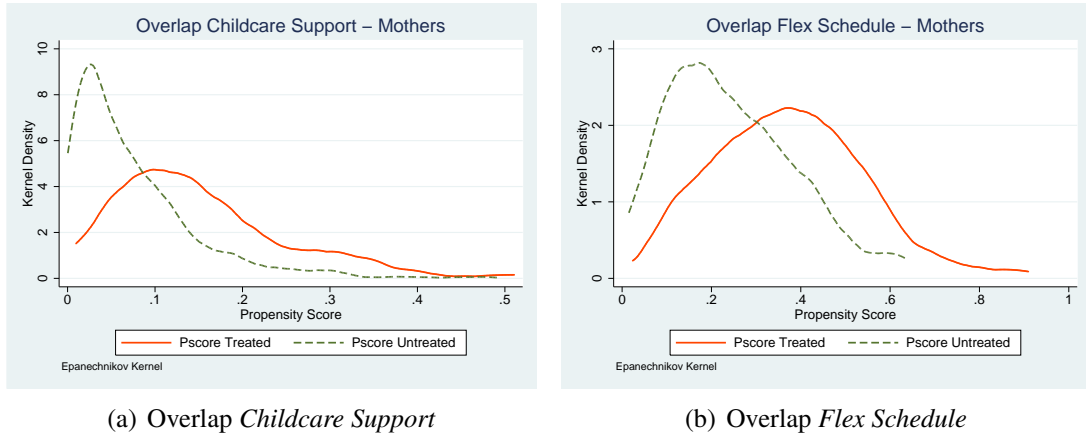 Overlap Childcare Support – Mothers
Kernel Density
10
8
6
4
2
0
0 .1 .2 .3 .4 .5
Propensity Score
Pscore Treated Pscore Untreated
Epanechnikov Kernel
(a) Overlap Childcare Support
Overlap Flex Schedule – Mothers
Kernel Density
3
2
1
0
0 .2 .4 .6 .8 1
Propensity Score
Pscore Treated Pscore Untreated
Epanechnikov Kernel
(b) Overlap Flex Schedule